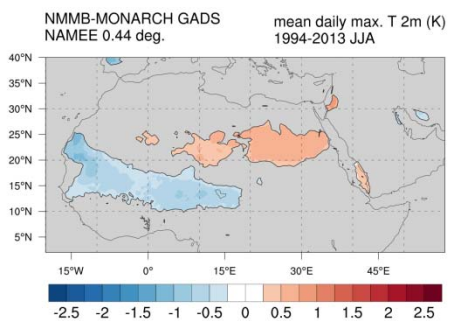 NMMB-MONARCH GADS
NAMEE 0.44 deg.
mean daily max. T 2m (K)
1994-2013 JJA
40°N
35°N
30°N
25°N
20°N
15°N
10°N
5°N
15°W 0° 15°E 30°E 45°E
-2.5 -2 -1.5 -1 -0.5 0 0.5 1 1.5 2 2.5